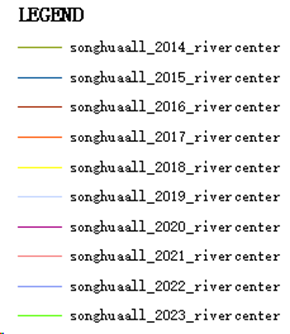 LEGEND
songhuaall_2014_rivercenter
songhuaall_2015_rivercenter
songhuaall_2016_rivercenter
songhuaall_2017_rivercenter
songhuaall_2018_rivercenter
songhuaall_2019_rivercenter
songhuaall_2020_rivercenter
songhuaall_2021_rivercenter
songhuaall_2022_rivercenter
songhuaall_2023_rivercenter